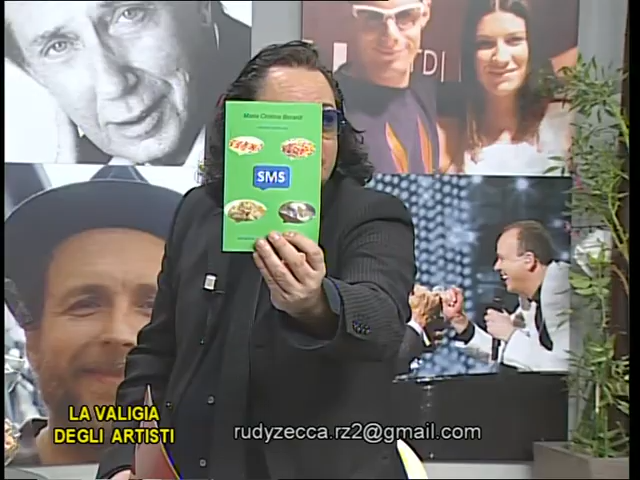 Maria Cristina Berardi
SMS
LA VALIGIA
DEGLI ARTISTI
rudyzecca.rz2@gmail.com